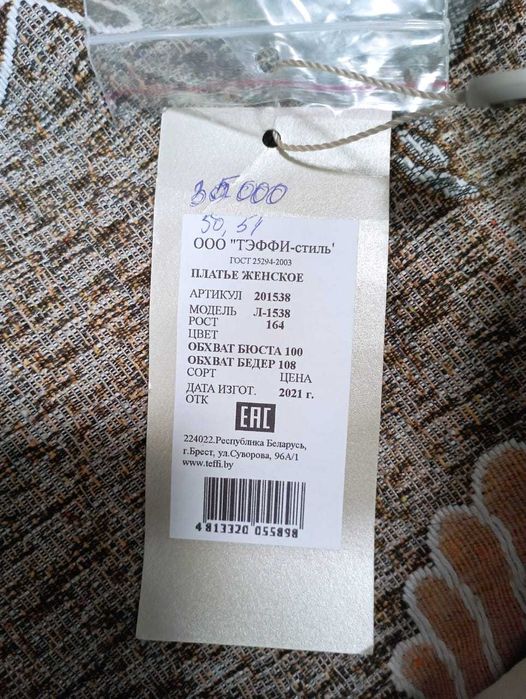 35000
50, 54
ООО "ТЭФФИ-стиль'
ГОСТ 25294-2003
ПЛАТЬЕ ЖЕНСКОЕ
АРТИКУЛ 201538
МОДЕЛЬ Л-1538
РОСТ 164
ЦВЕТ
ОБХВАТ БЮСТА 100
ОБХВАТ БЕДЕР 108
СОРТ ЦЕНА
ДАТА ИЗГОТ. 2021 г.
ОТК
ЕАС
224022.Республика Беларусь,
г.Брест, ул.Суворова, 96А/1
www.teffi.by
4 813320 055898